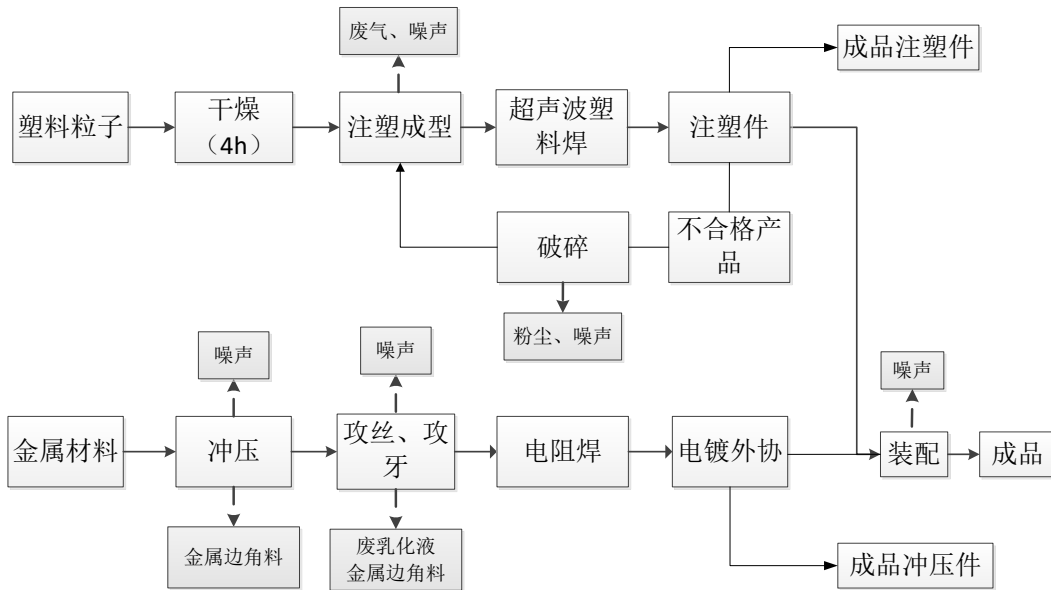 废气、噪声
成品注塑件
塑料粒子
干燥
（4h）
注塑成型
超声波塑
料焊
注塑件
破碎
不合格产
品
粉尘、噪声
噪声
噪声
噪声
金属材料
冲压
攻丝、攻
牙
电阻焊
电镀外协
装配
成品
金属边角料
废乳化液
金属边角料
成品冲压件